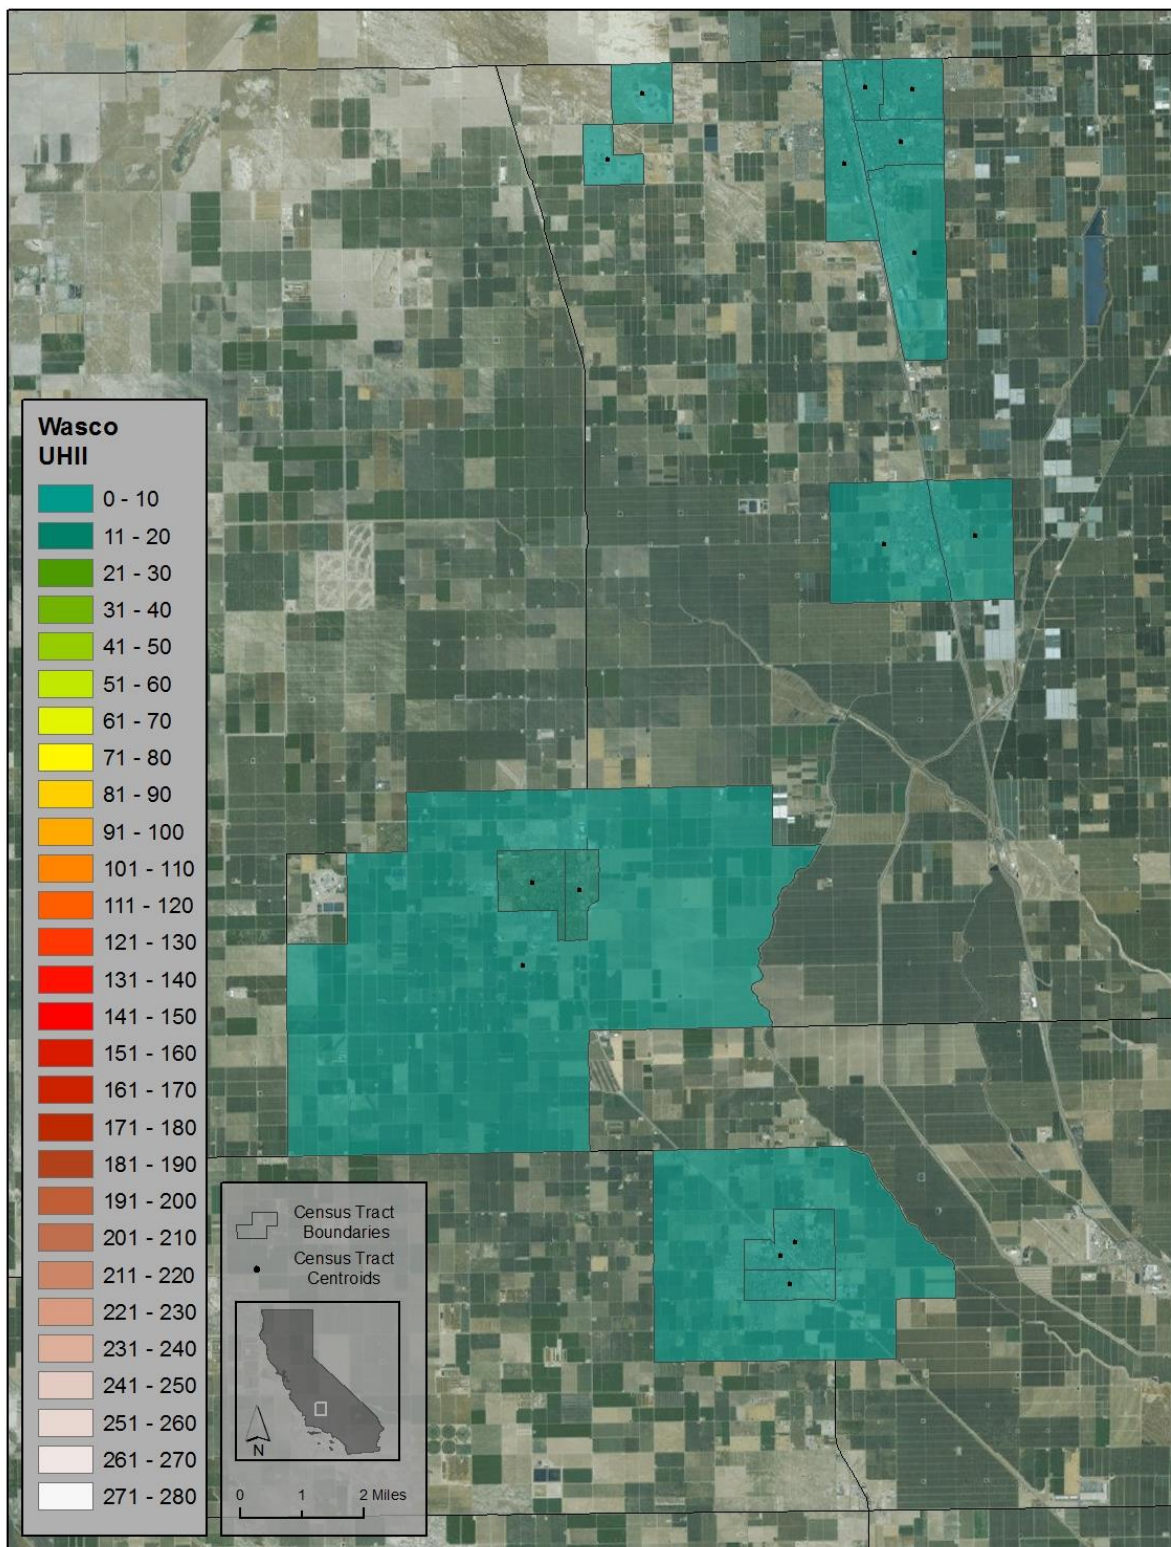 Wasco
UHII
0 - 10
11 - 20
21 - 30
31 - 40
41 - 50
51 - 60
61 - 70
71 - 80
81 - 90
91 - 100
101 - 110
111 - 120
121 - 130
131 - 140
141 - 150
151 - 160
161 - 170
171 - 180
181 - 190
191 - 200
201 - 210
211 - 220
221 - 230
231 - 240
241 - 250
251 - 260
261 - 270
271 - 280
Census Tract
Boundaries
Census Tract
Centroids
N
0 1 2 Miles